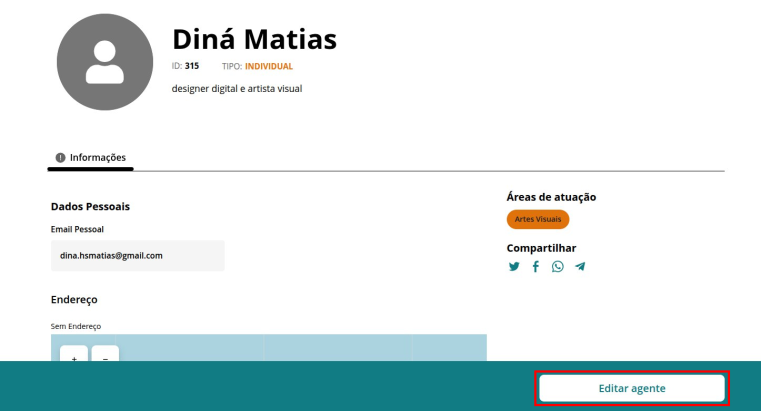 Diná Matias
ID: 315 TIPO: INDIVIDUAL
designer digital e artista visual
Informações
Dados Pessoais
Email Pessoal
dina.hsmatias@gmail.com
Endereço
Sem Endereço
+ −
Áreas de atuação
Artes Visuais
Compartilhar
Editar agente